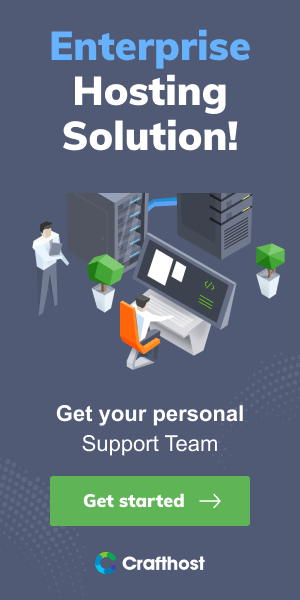 Enterprise
Hosting
Solution!
Get your personal
Support Team
Get started
Crafthost